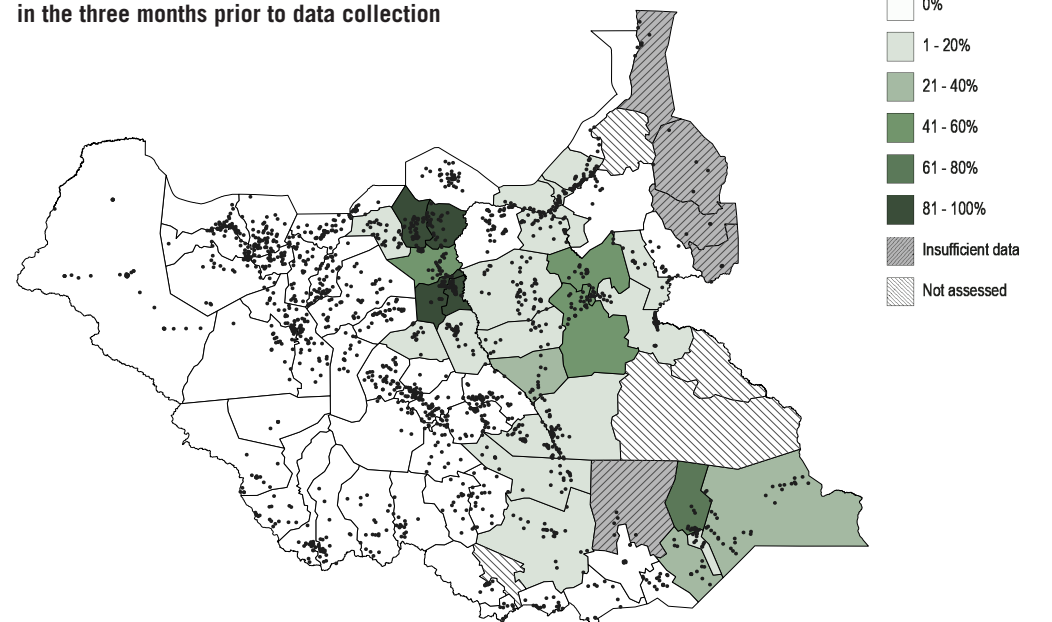 in the three months prior to data collection
0%
1 - 20%
21 - 40%
41 - 60%
61 - 80%
81 - 100%
Insufficient data
Not assessed